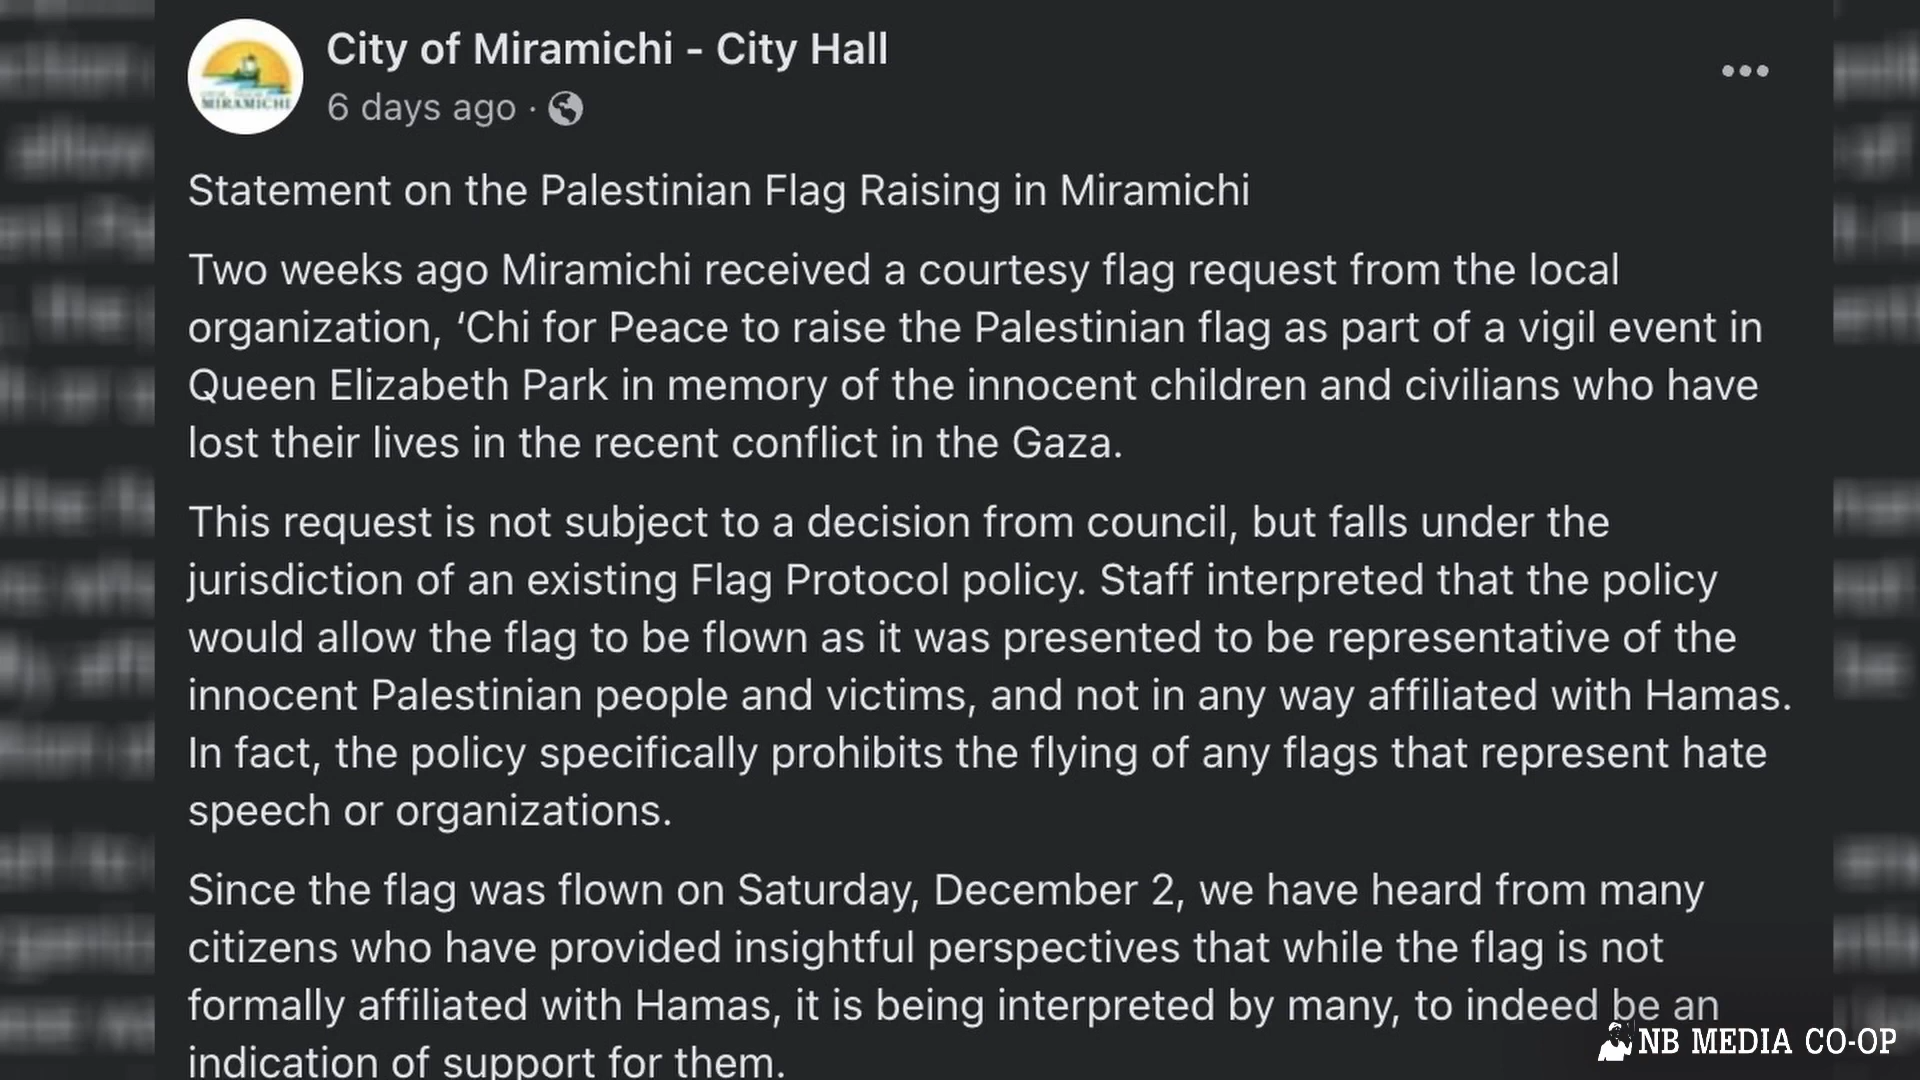 City of Miramichi - City Hall
6 days ago ·
MIRAMICHI
Statement on the Palestinian Flag Raising in Miramichi
Two weeks ago Miramichi received a courtesy flag request from the local
organization, ‘Chi for Peace to raise the Palestinian flag as part of a vigil event in
Queen Elizabeth Park in memory of the innocent children and civilians who have
lost their lives in the recent conflict in the Gaza.
This request is not subject to a decision from council, but falls under the
jurisdiction of an existing Flag Protocol policy. Staff interpreted that the policy
would allow the flag to be flown as it was presented to be representative of the
innocent Palestinian people and victims, and not in any way affiliated with Hamas.
In fact, the policy specifically prohibits the flying of any flags that represent hate
speech or organizations.
Since the flag was flown on Saturday, December 2, we have heard from many
citizens who have provided insightful perspectives that while the flag is not
formally affiliated with Hamas, it is being interpreted by many, to indeed be an
indication of support for them.
NB MEDIA CO-OP